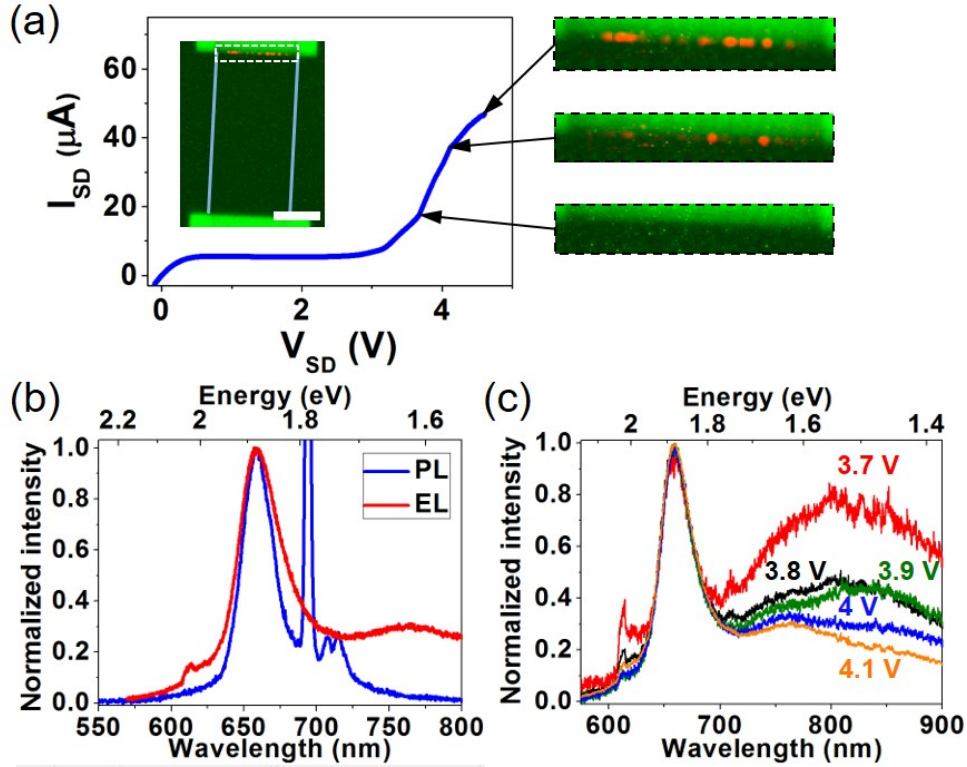 (a)
60
40
20
0
I_SD (μA)
0 2 4
V_SD (V)
(b)
Energy (eV)
2.2 2 1.8 1.6
1.0
0.8
0.6
0.4
0.2
0.0
Normalized intensity
PL
EL
550 600 650 700 750 800
Wavelength (nm)
(c)
Energy (eV)
2 1.8 1.6 1.4
1.0
0.8
0.6
0.4
0.2
0.0
Normalized intensity
3.7 V
3.8 V
3.9 V
4 V
4.1 V
600 700 800 900
Wavelength (nm)